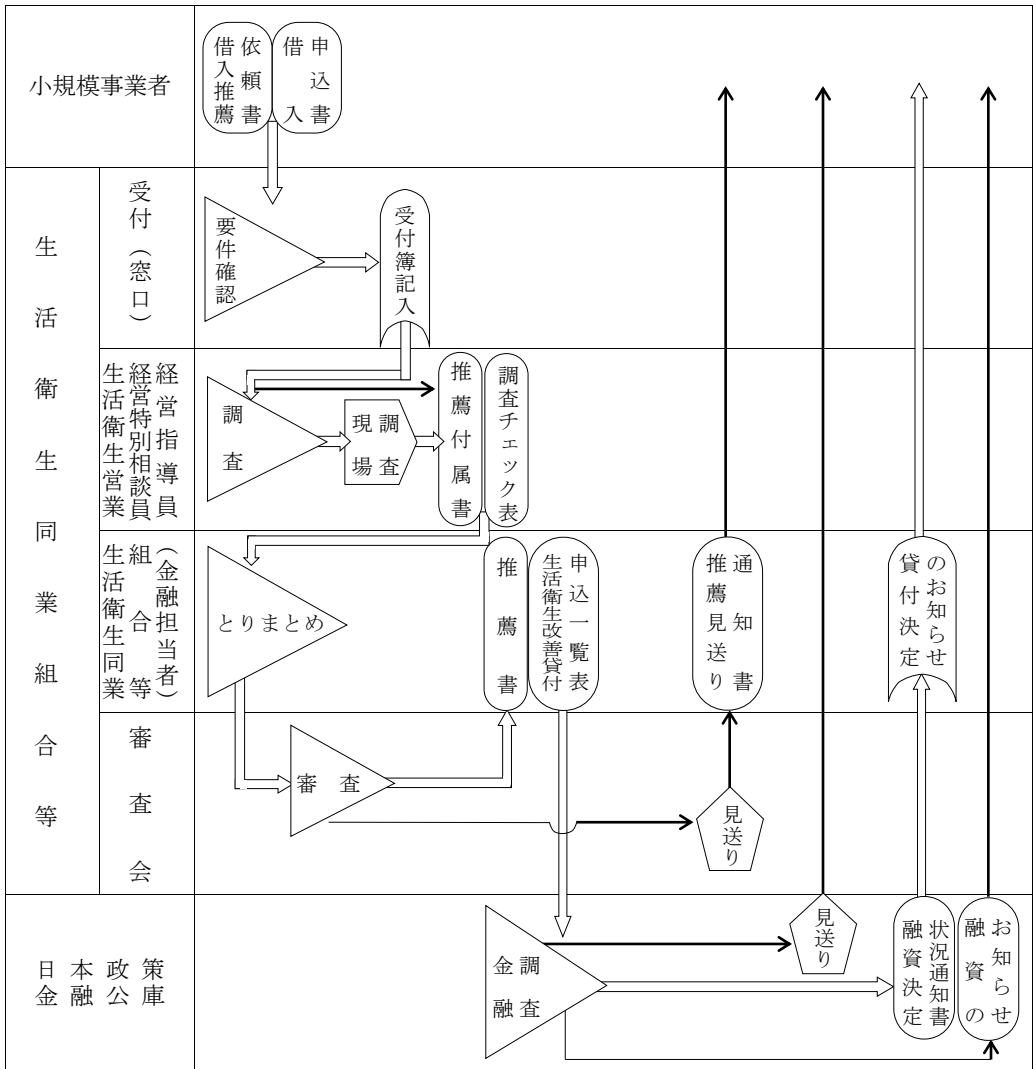 小規模事業者
借入推薦
依頼書
借入
申込書
生活衛生同業組合等
受付（窓口）
要件確認
受付簿記入
生活衛生営業
経営特別相談員
経営指導員
調査
現場
調査
推薦付属書
調査チェック表
生活衛生同業
組合等
（金融担当者）
とりまとめ
推薦書
生活衛生改善貸付
申込一覧表
推薦見送り
通知書
貸付決定
のお知らせ
審査会
審査
見送り
日本政策
金融公庫
金融
調査
見送り
融資決定
状況通知書
融資の
お知らせ